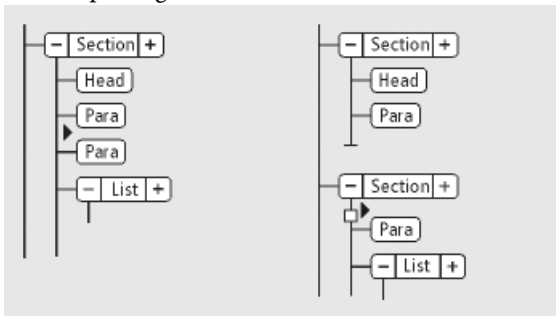 − Section +
Head
Para
Para
− List +
− Section +
Head
Para
− Section +
Para
− List +